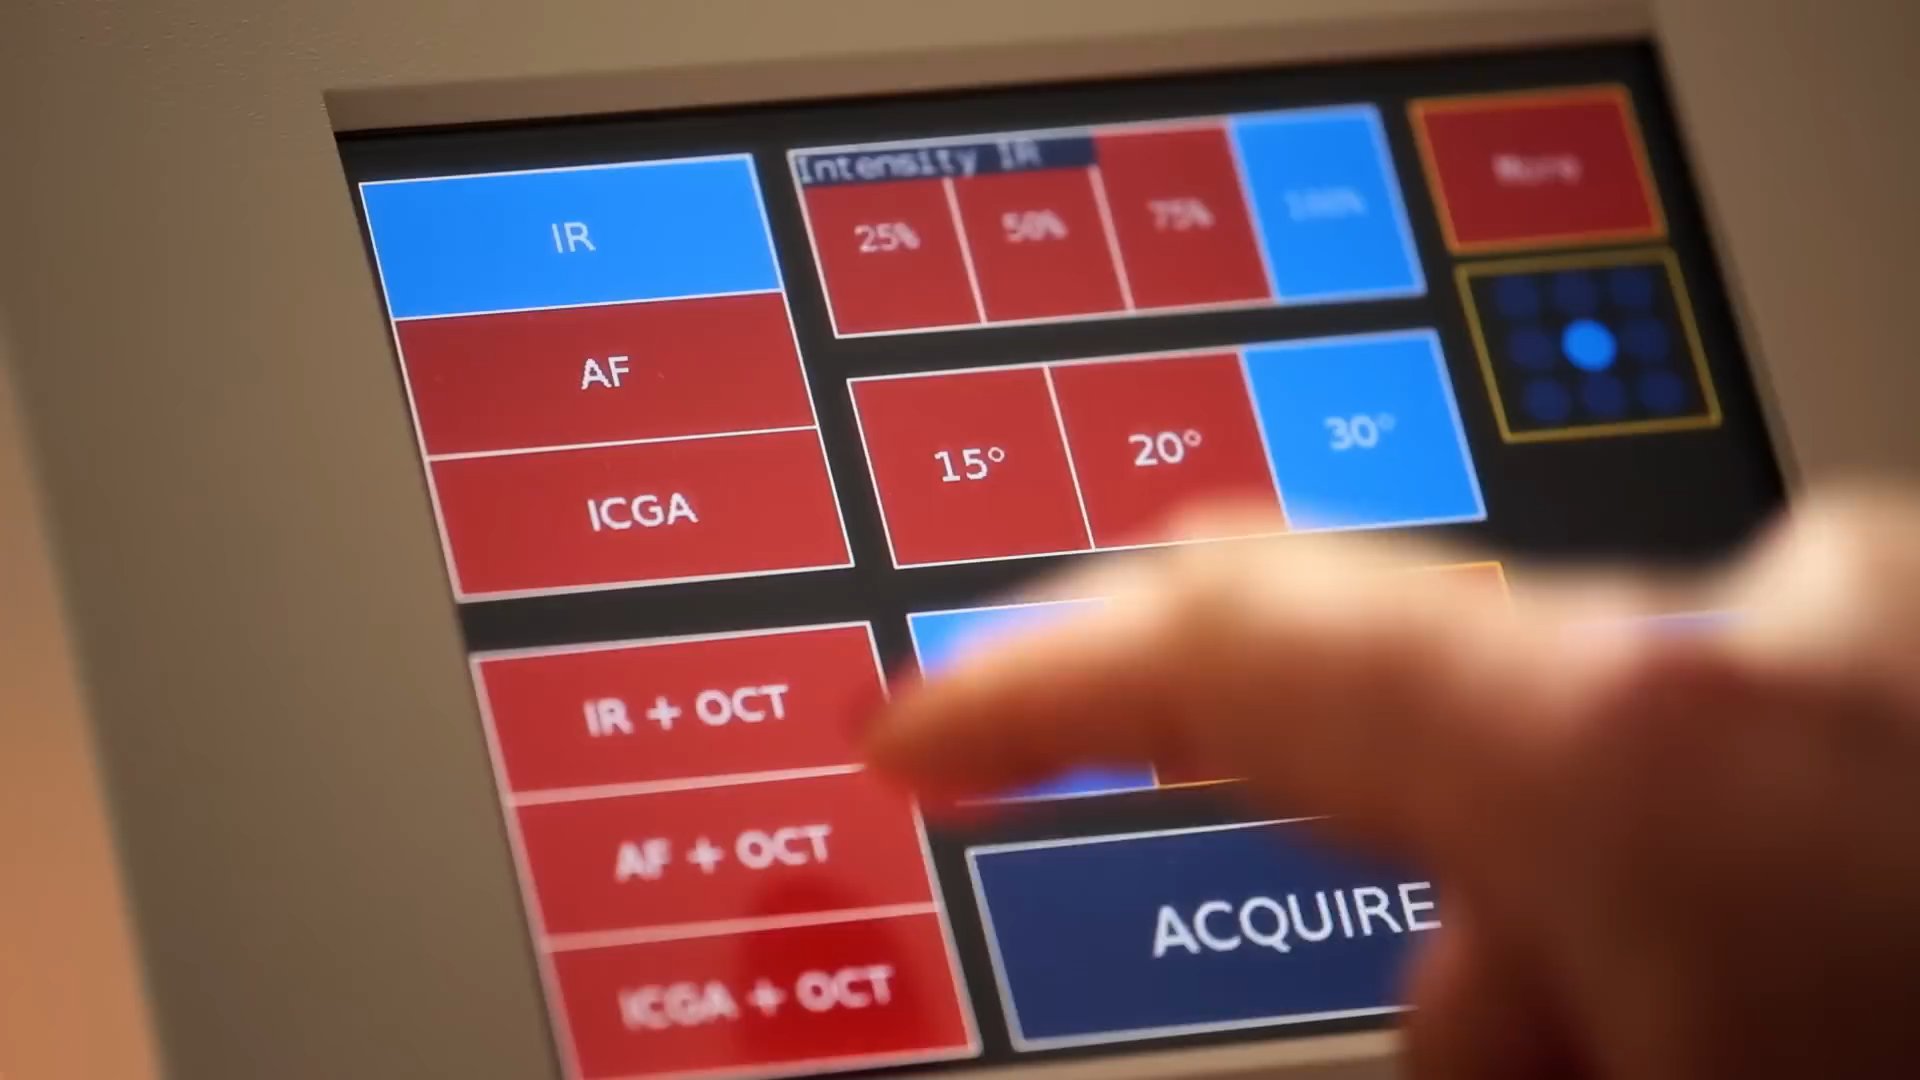 IR
AF
ICGA
IR + OCT
AF + OCT
ICGA + OCT
Intensity IR
25% 50% 75% 100%
15° 20° 30°
ACQUIRE
More